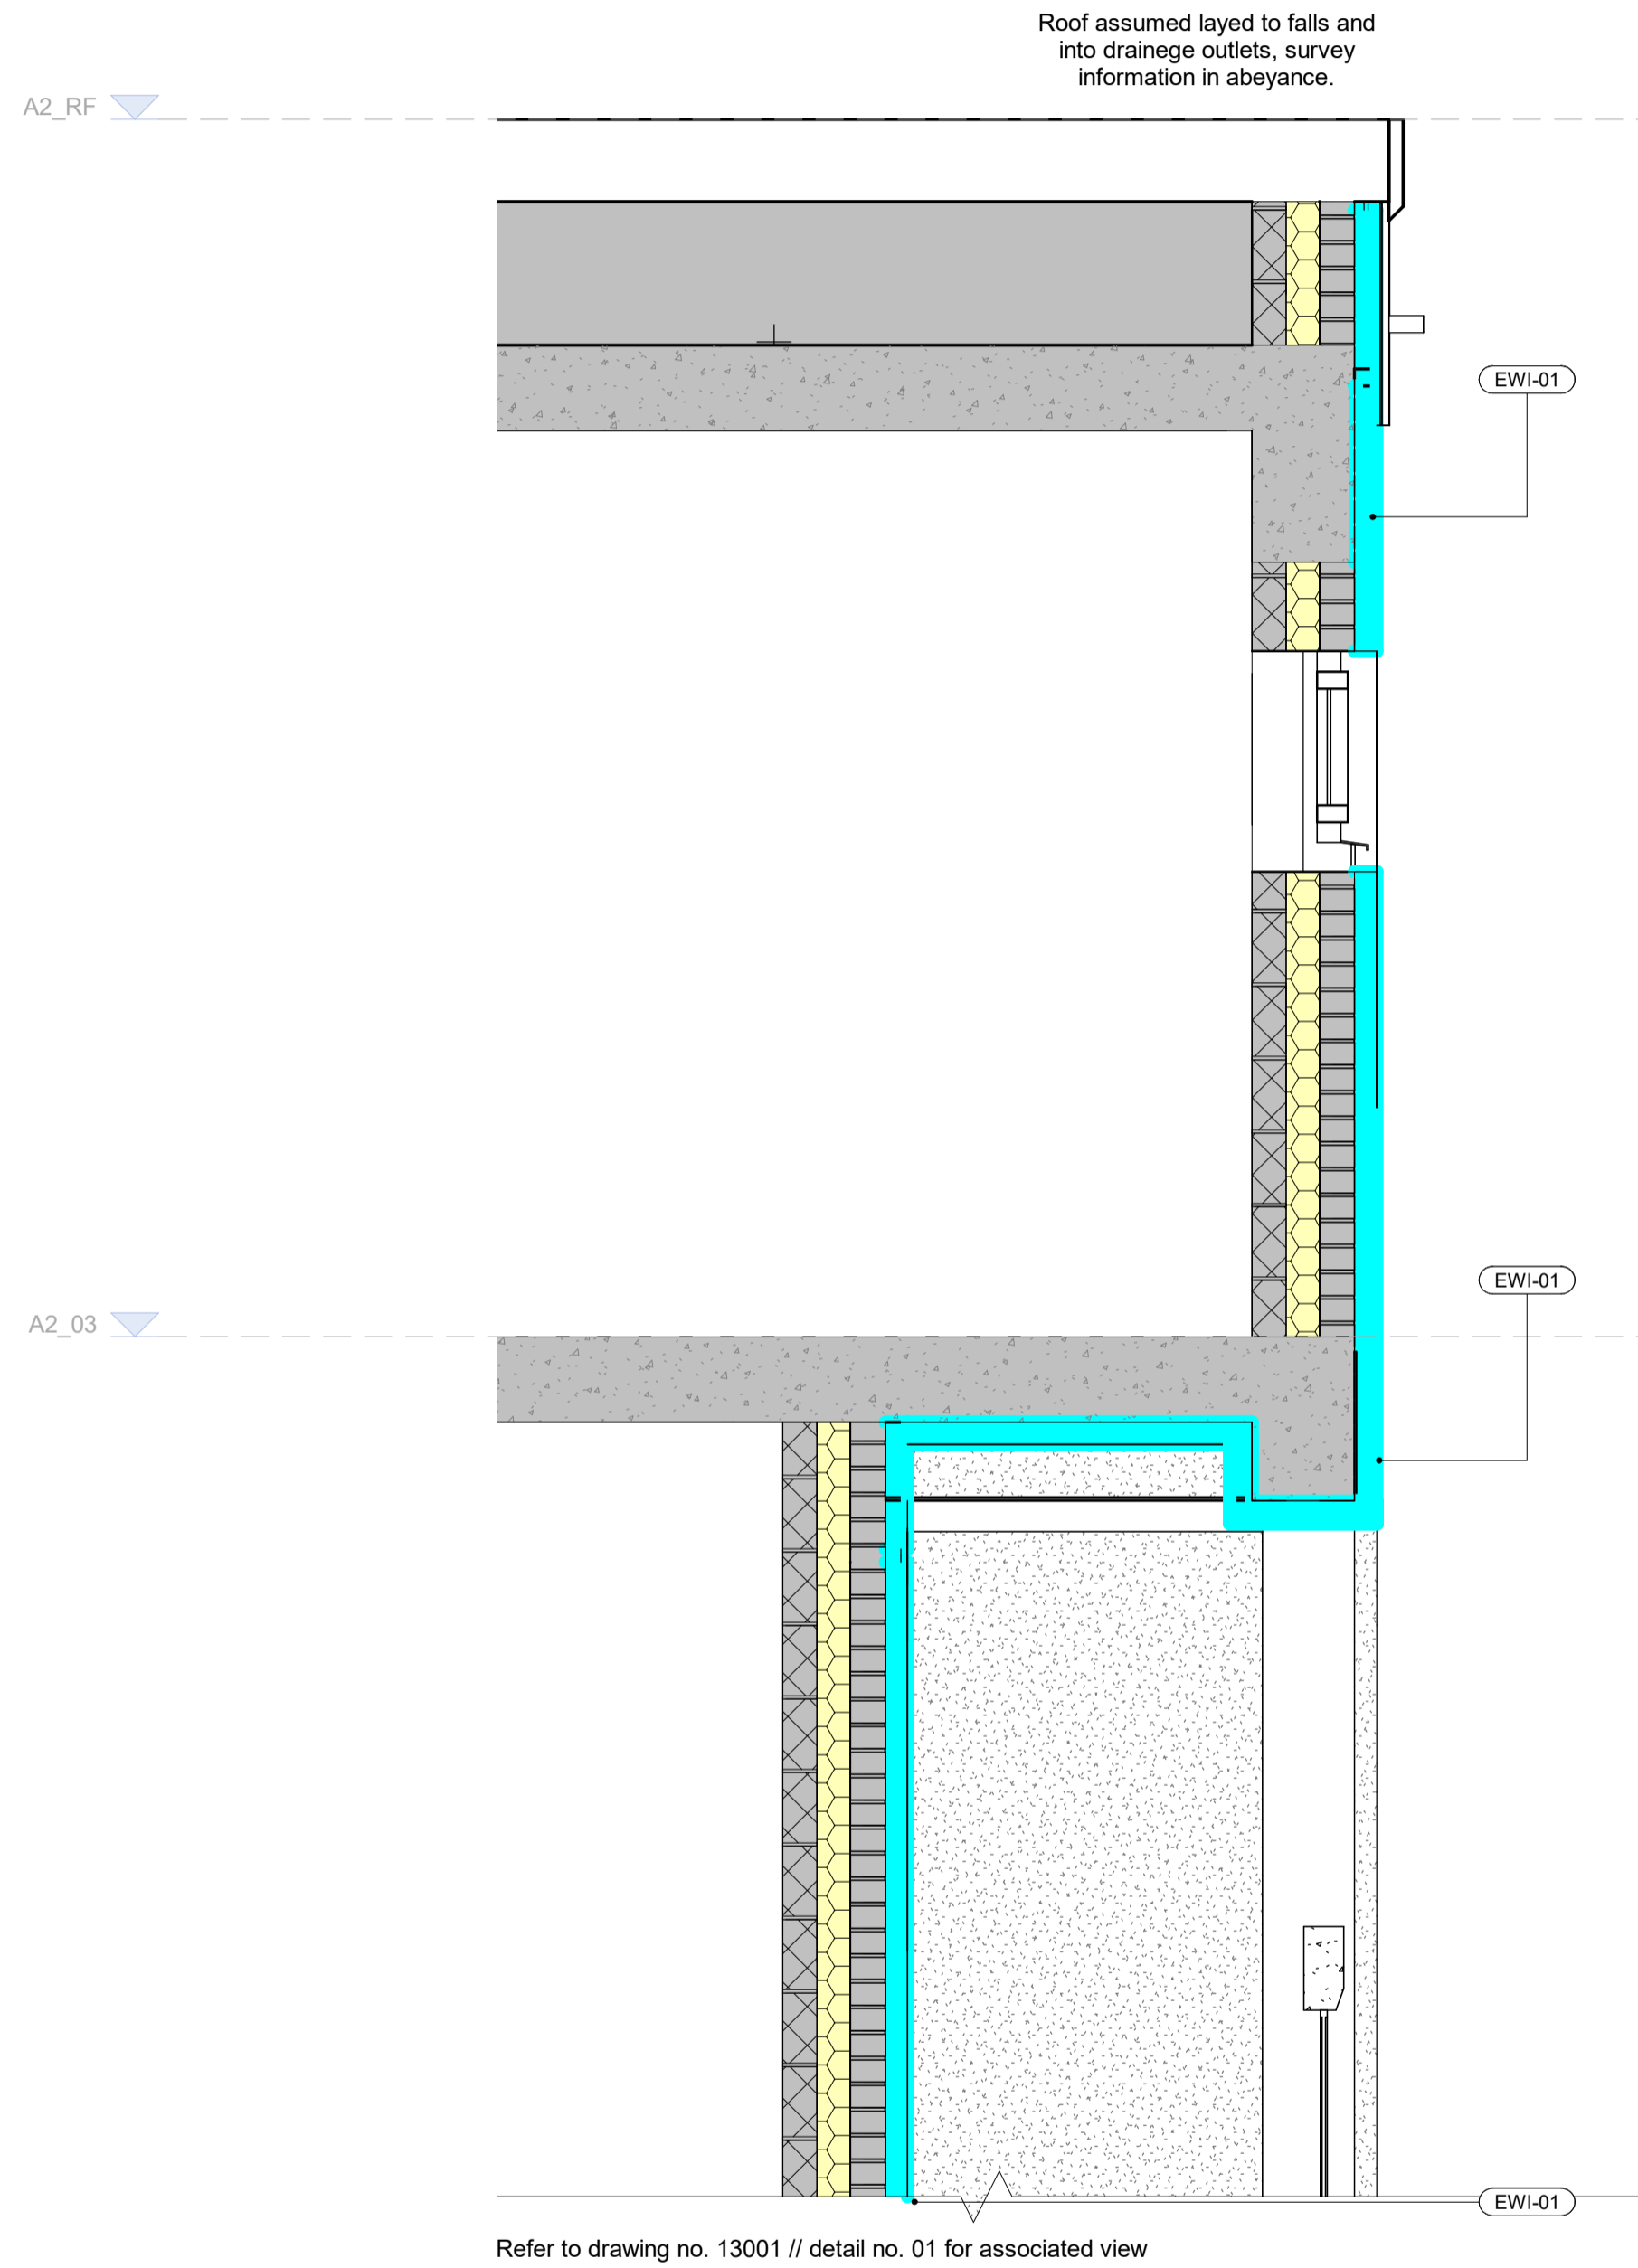 Roof assumed layed to falls and
into drainege outlets, survey
information in abeyance.
A2_RF
EWI-01
EWI-01
A2_03
EWI-01
Refer to drawing no. 13001 // detail no. 01 for associated view